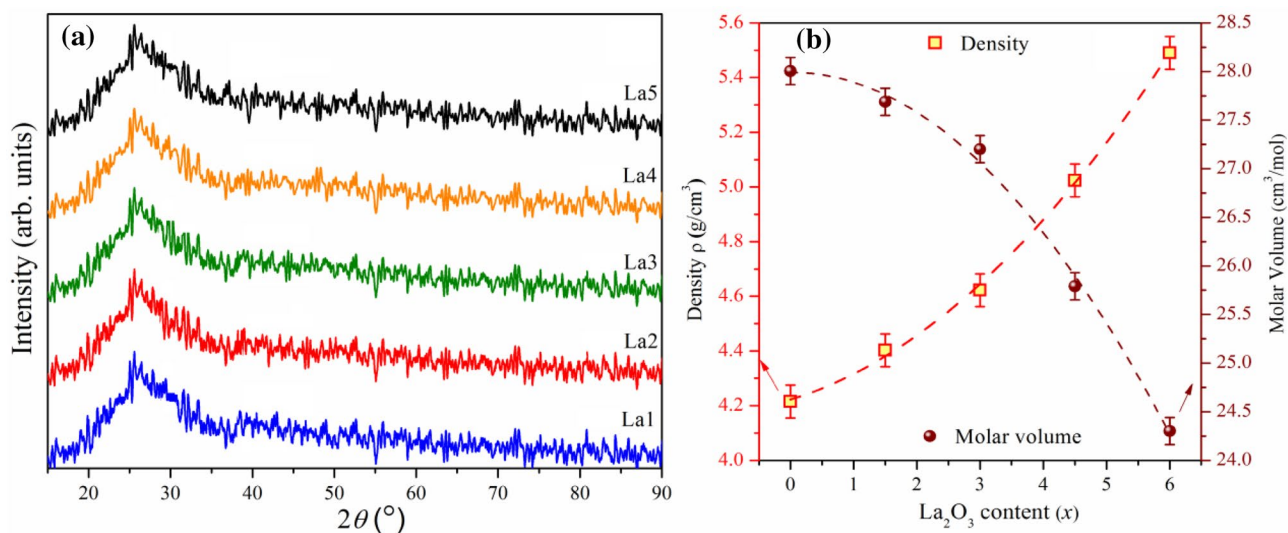 (a)
La5
La4
La3
La2
La1
Intensity (arb. units)
20 30 40 50 60 70 80 90
2θ (°)
(b)
Density
Molar volume
Density ρ (g/cm³)
5.6
5.4
5.2
5.0
4.8
4.6
4.4
4.2
4.0
Molar Volume (cm³/mol)
28.5
28.0
27.5
27.0
26.5
26.0
25.5
25.0
24.5
24.0
0 1 2 3 4 5 6
La₂O₃ content (x)